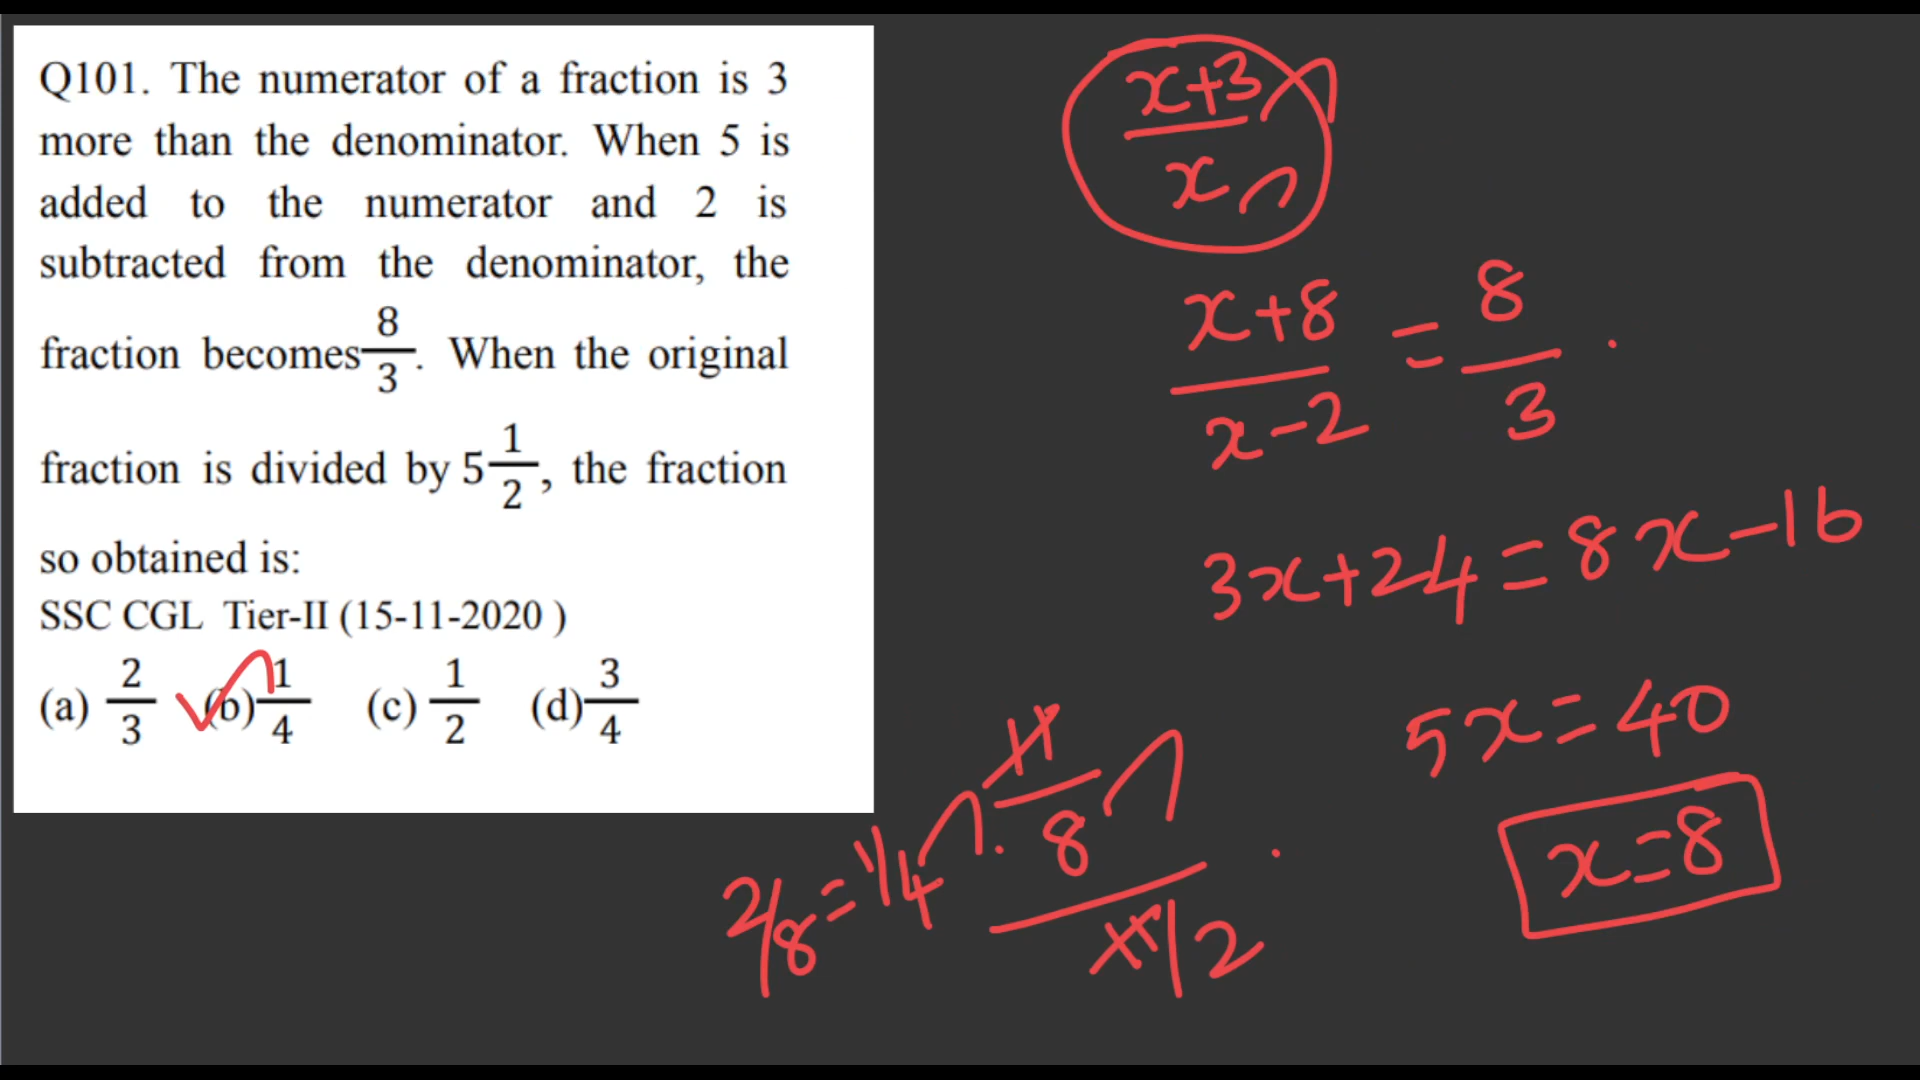 Q101. The numerator of a fraction is 3
more than the denominator. When 5 is
added to the numerator and 2 is
subtracted from the denominator, the
fraction becomes 8/3. When the original
fraction is divided by 5 1/2, the fraction
so obtained is:
SSC CGL Tier-II (15-11-2020 )
(a) 2/3 (b) 1/4 (c) 1/2 (d) 3/4
x+3/x
x+8/x-2 = 8/3
3x+24=8x-16
5x=40
x=8
11/8
11/2
2/8=1/4